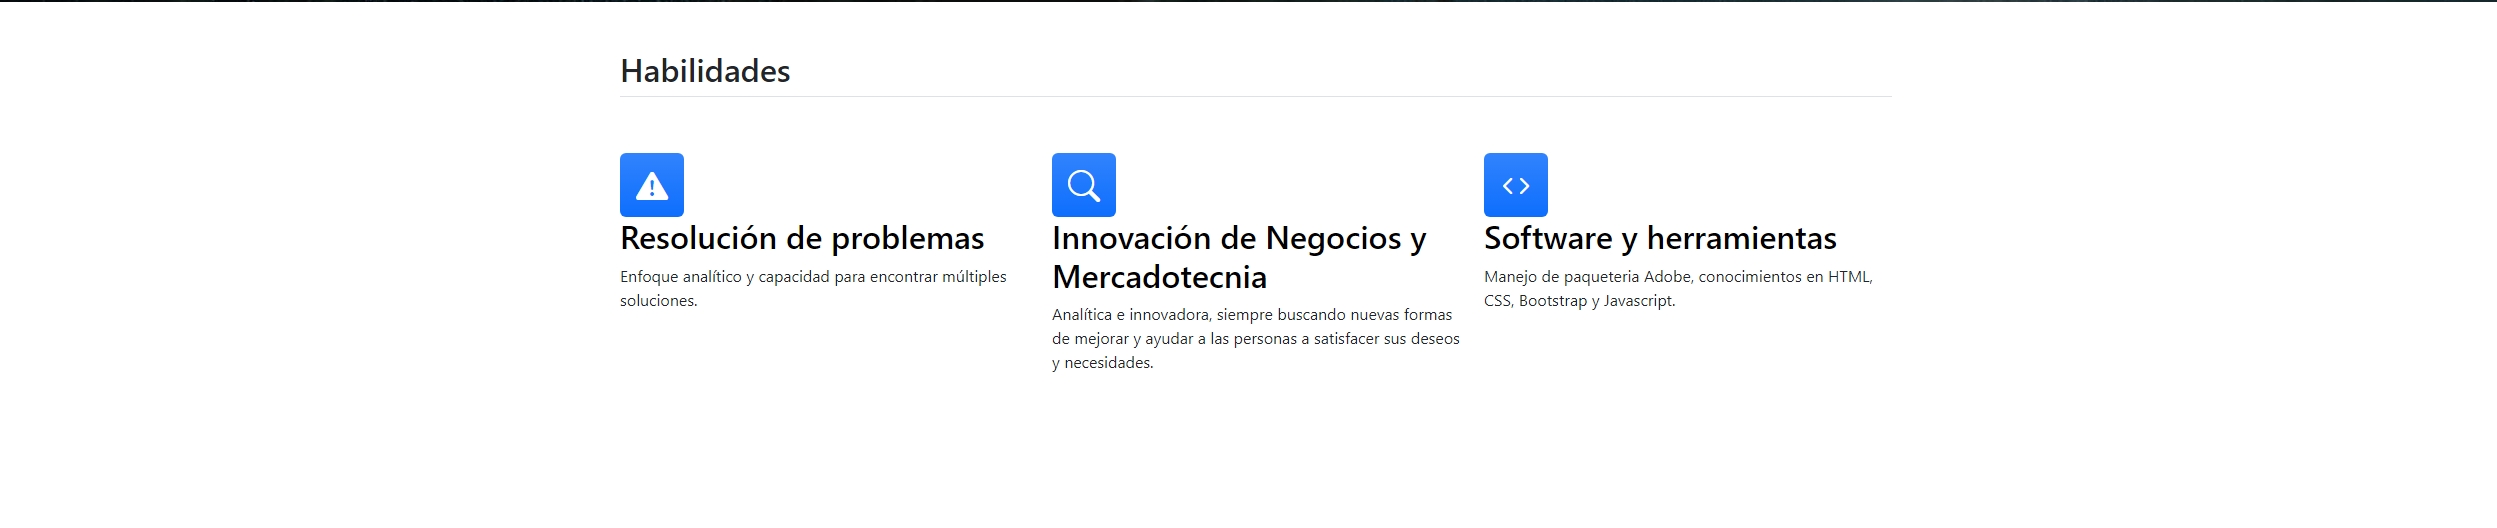 Habilidades
Resolución de problemas
Enfoque analítico y capacidad para encontrar múltiples
soluciones.
Innovación de Negocios y
Mercadotecnia
Analítica e innovadora, siempre buscando nuevas formas
de mejorar y ayudar a las personas a satisfacer sus deseos
y necesidades.
Software y herramientas
Manejo de paqueteria Adobe, conocimientos en HTML,
CSS, Bootstrap y Javascript.